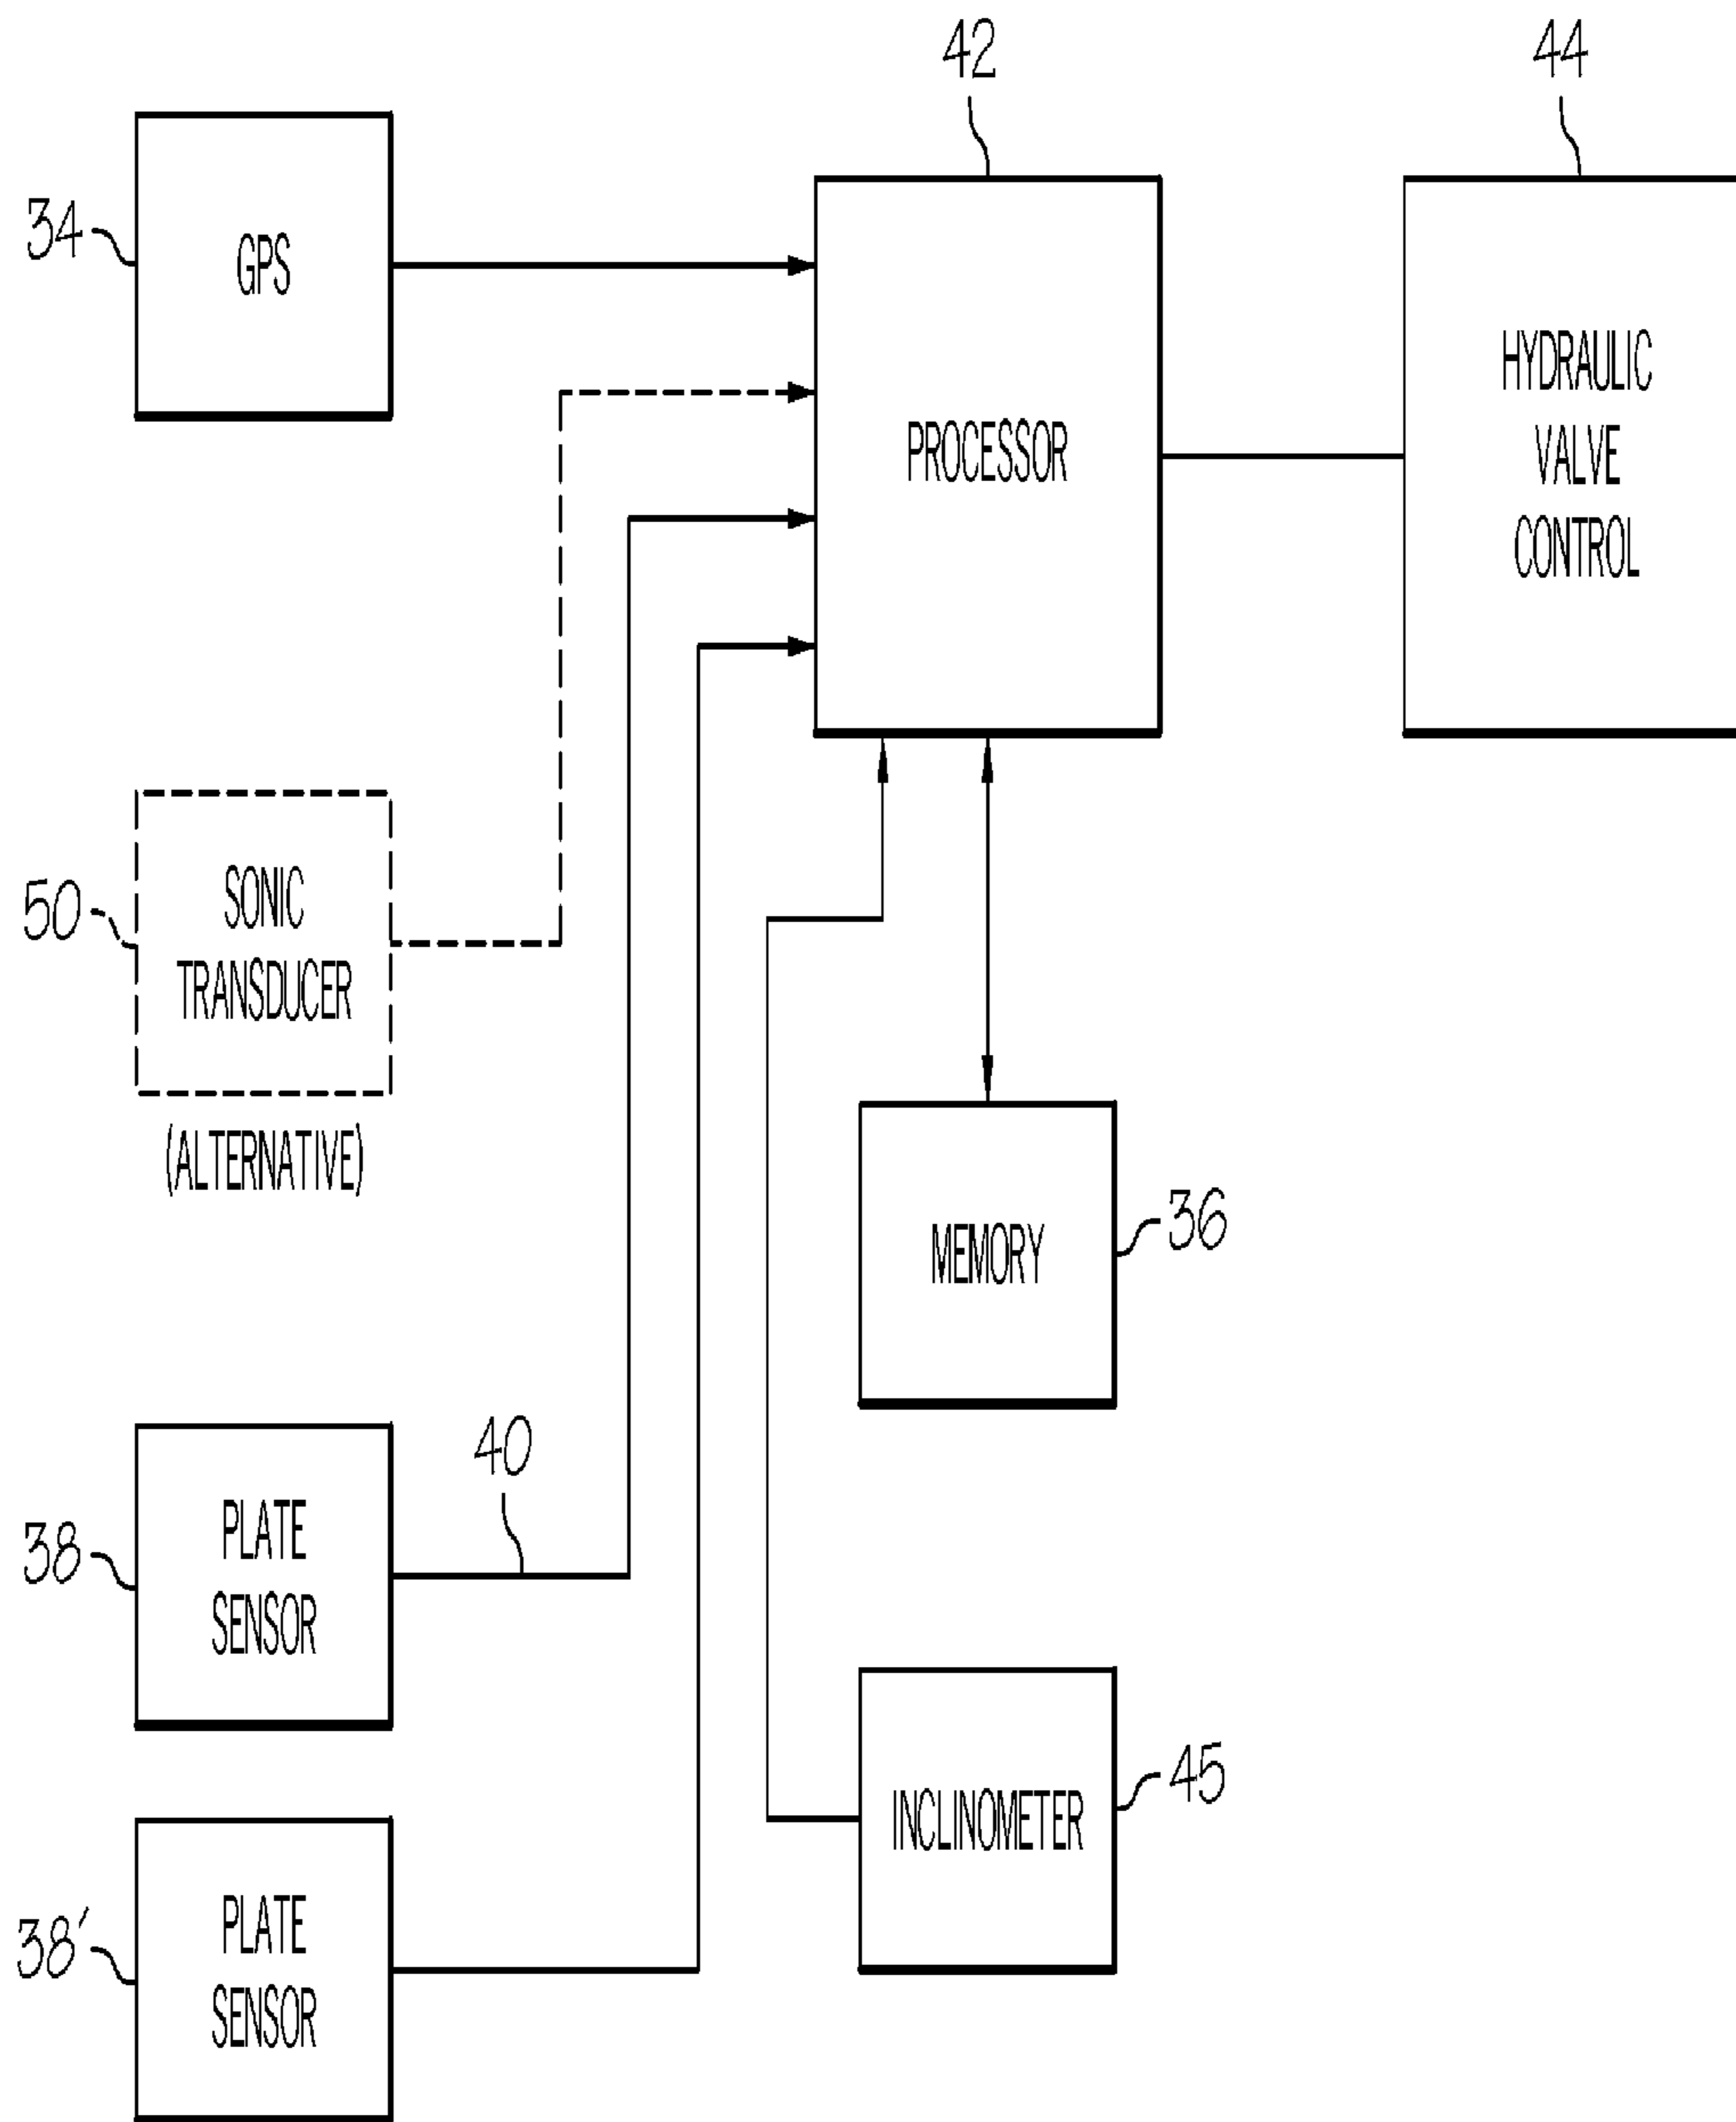 42
44
34
GPS
PROCESSOR
HYDRAULIC
VALVE
CONTROL
50
SONIC
TRANSDUCER
(ALTERNATIVE)
MEMORY
36
40
38
PLATE
SENSOR
INCLINOMETER
45
38'
PLATE
SENSOR